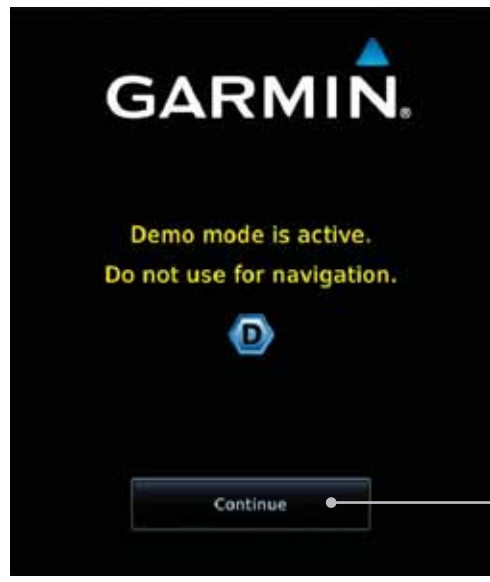 GARMIN®
Demo mode is active.
Do not use for navigation.
D
Continue